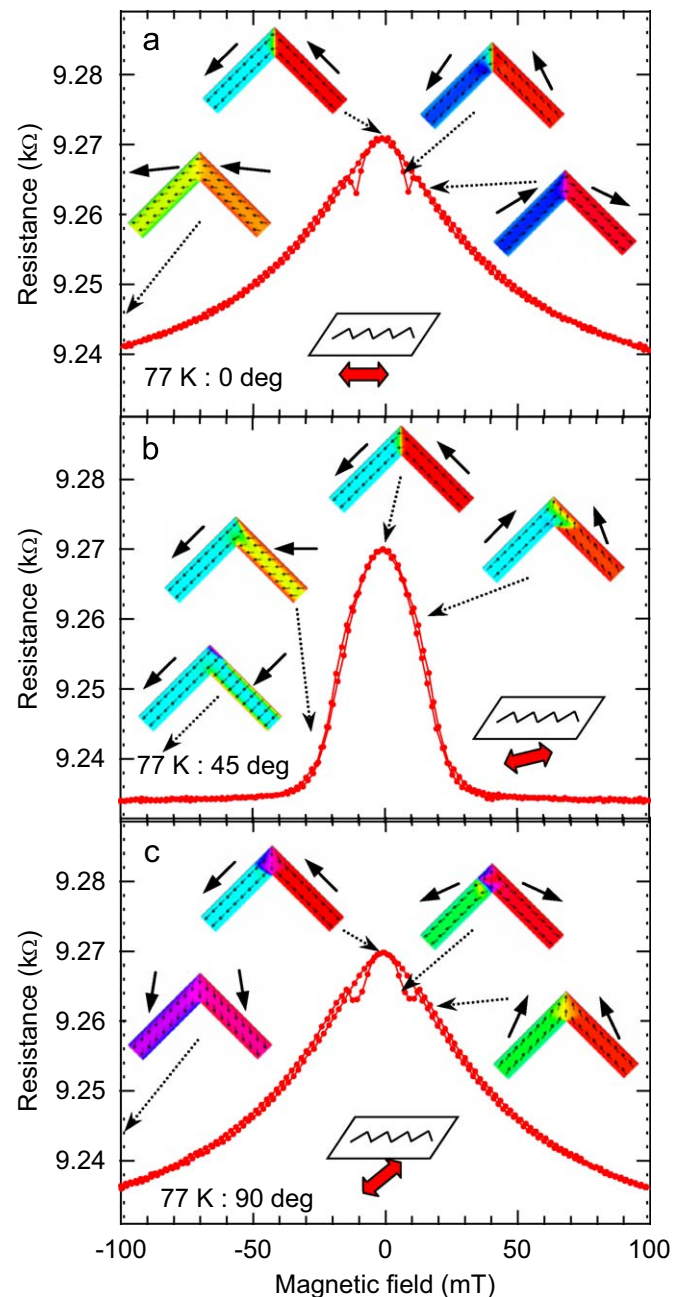 a
9.28
9.27
9.26
9.25
9.24
Resistance (kΩ)
77 K : 0 deg
b
9.28
9.27
9.26
9.25
9.24
Resistance (kΩ)
77 K : 45 deg
c
9.28
9.27
9.26
9.25
9.24
Resistance (kΩ)
77 K : 90 deg
-100
-50
0
50
100
Magnetic field (mT)